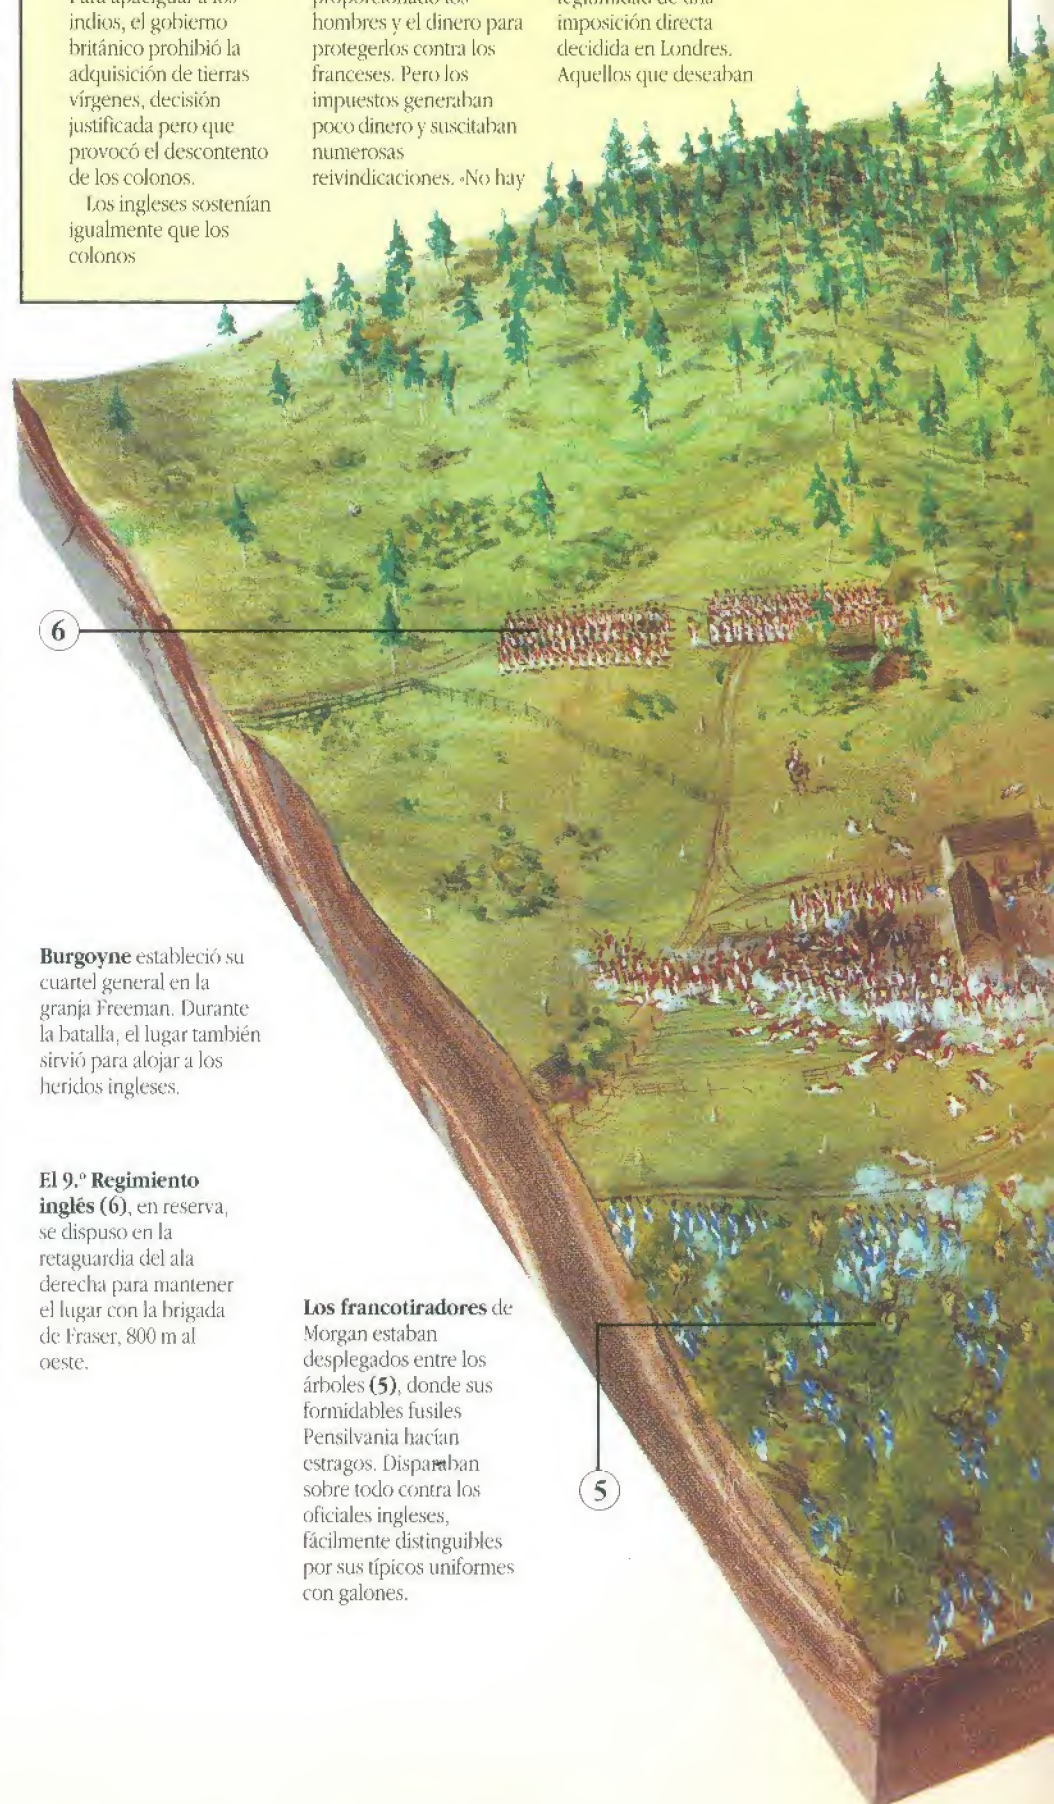 indios, el gobierno
británico prohibió la
adquisición de tierras
vírgenes, decisión
justificada pero que
provocó el descontento
de los colonos.
Los ingleses sostenían
igualmente que los
colonos
hombres y el dinero para
protegerlos contra los
franceses. Pero los
impuestos generaban
poco dinero y suscitaban
numerosas
reivindicaciones. «No hay
imposición directa
decidida en Londres.
Aquellos que deseaban
6
Burgoyne estableció su
cuartel general en la
granja Freeman. Durante
la batalla, el lugar también
sirvió para alojar a los
heridos ingleses.
El 9.º Regimiento
inglés (6), en reserva,
se dispuso en la
retaguardia del ala
derecha para mantener
el lugar con la brigada
de Fraser, 800 m al
oeste.
Los francotiradores de
Morgan estaban
desplegados entre los
árboles (5), donde sus
formidables fusiles
Pensilvania hacían
estragos. Disparaban
sobre todo contra los
oficiales ingleses,
fácilmente distinguibles
por sus típicos uniformes
con galones.
5